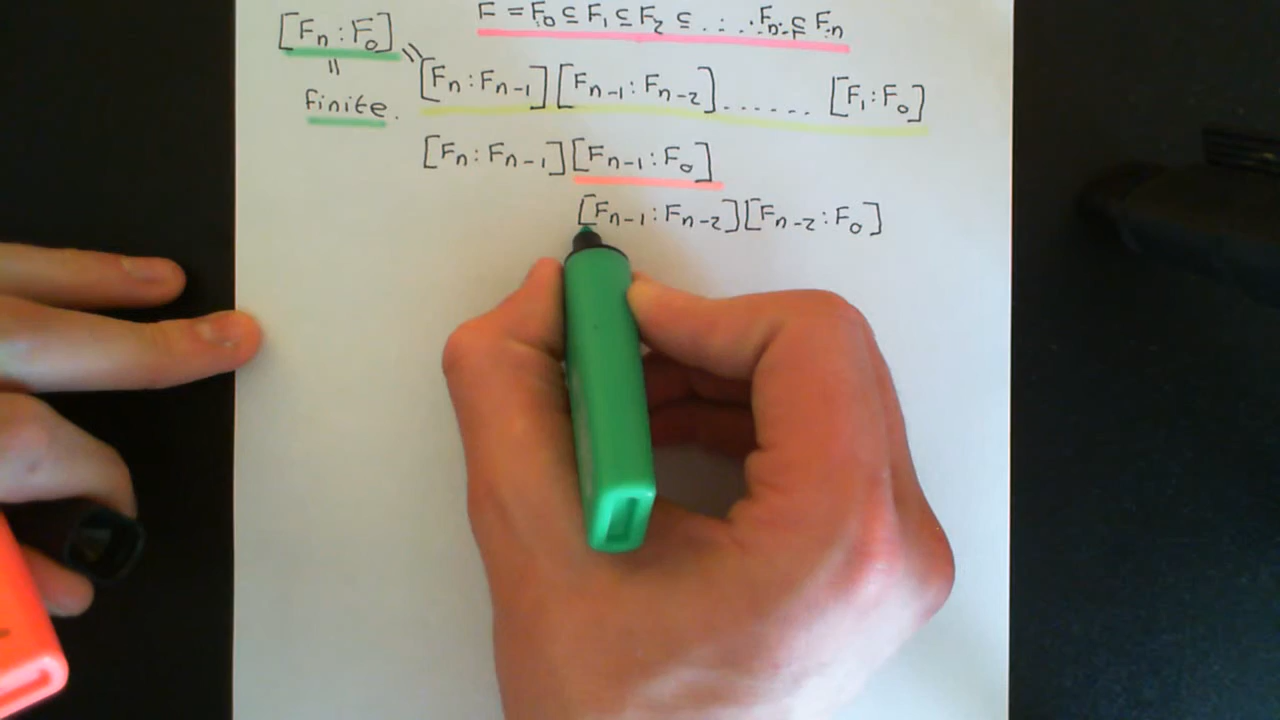 F = F₀ ⊆ F₁ ⊆ F₂ ⊆ . . . . Fₙ₋₁ ⊆ Fₙ
[Fₙ : F₀] = [Fₙ : Fₙ₋₁][Fₙ₋₁ : Fₙ₋₂] . . . . . . [F₁ : F₀]
=
finite.
[Fₙ : Fₙ₋₁][Fₙ₋₁ : F₀]
[Fₙ₋₁ : Fₙ₋₂][Fₙ₋₂ : F₀]